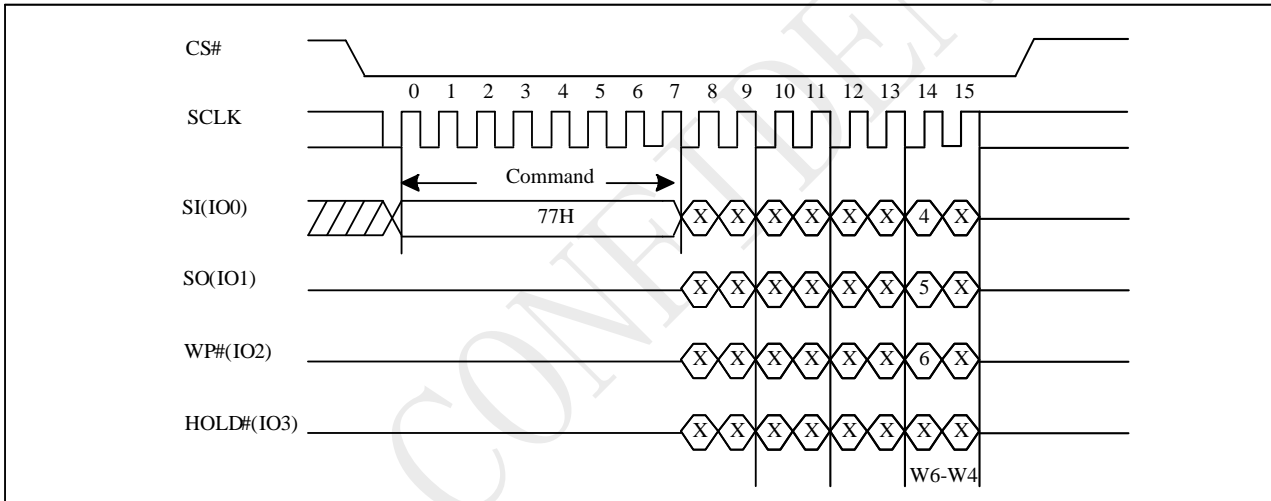 CS#
0 1 2 3 4 5 6 7 8 9 10 11 12 13 14 15
SCLK
Command
SI(IO0) 77H X X X X X X 4 X
SO(IO1) X X X X X X 5 X
WP#(IO2) X X X X X X 6 X
HOLD#(IO3) X X X X X X X X
W6-W4
CONFIDEN